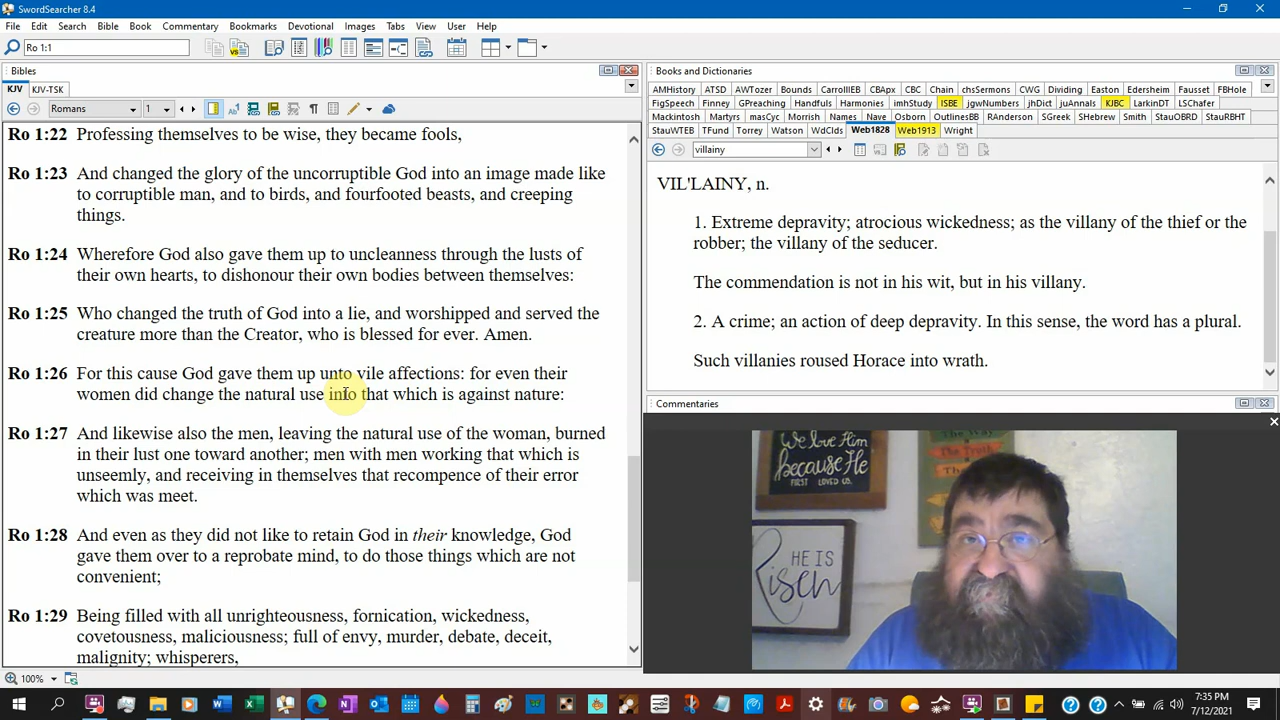 SwordSearcher 8.4
File Edit Search Bible Book Commentary Bookmarks Devotional Images Tabs View User Help
Ro 1:1
Bibles
KJV KJV-TSK
Romans 1
Ro 1:22 Professing themselves to be wise, they became fools,
Ro 1:23 And changed the glory of the uncorruptible God into an image made like
to corruptible man, and to birds, and fourfooted beasts, and creeping
things.
Ro 1:24 Wherefore God also gave them up to uncleanness through the lusts of
their own hearts, to dishonour their own bodies between themselves:
Ro 1:25 Who changed the truth of God into a lie, and worshipped and served the
creature more than the Creator, who is blessed for ever. Amen.
Ro 1:26 For this cause God gave them up unto vile affections: for even their
women did change the natural use into that which is against nature:
Ro 1:27 And likewise also the men, leaving the natural use of the woman, burned
in their lust one toward another; men with men working that which is
unseemly, and receiving in themselves that recompence of their error
which was meet.
Ro 1:28 And even as they did not like to retain God in their knowledge, God
gave them over to a reprobate mind, to do those things which are not
convenient;
Ro 1:29 Being filled with all unrighteousness, fornication, wickedness,
covetousness, maliciousness; full of envy, murder, debate, deceit,
malignity; whisperers,
100%
Books and Dictionaries
AMHistory ATSD AWTozer Bounds CarrollIEB CBApx CBC Chain chsSermons CWG Dividing Easton Edersheim Fausset FBHole
FigSpeech Finney GPreaching Handfuls Harmonies imhStudy ISBE jgwNumbers jhDict juAnnals KJBC LarkinDT LSChafer
Mackintosh Martyrs masCyc Morrish Names Nave Osborn OutlinesBB RAnderson SGreek SHebrew Smith StauOBRD StauRBHT
StauWTEB TFund Torrey Watson WdClds Web1828 Web1913 Wright
villainy
VIL'LAINY, n.
1. Extreme depravity; atrocious wickedness; as the villany of the thief or the
robber; the villany of the seducer.
The commendation is not in his wit, but in his villany.
2. A crime; an action of deep depravity. In this sense, the word has a plural.
Such villanies roused Horace into wrath.
Commentaries
We love Him
because He
FIRST LOVED US.
The Truth
HE IS
Risen
7:35 PM
7/12/2021